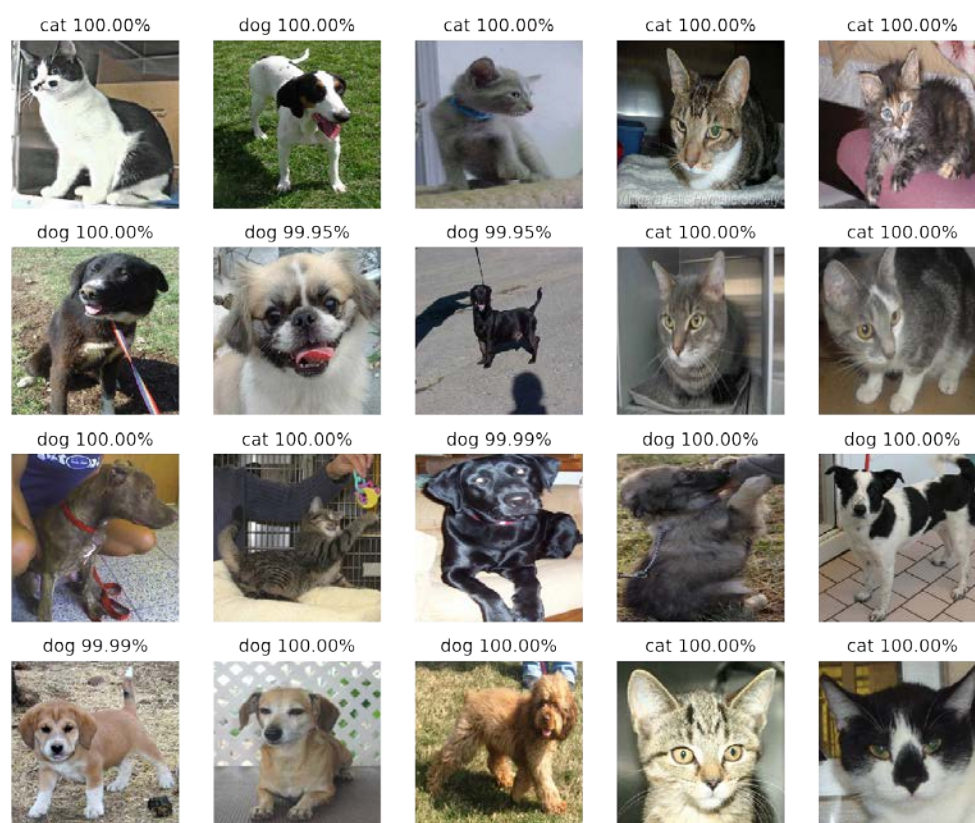 cat 100.00% dog 100.00% cat 100.00% cat 100.00% cat 100.00%
dog 100.00% dog 99.95% dog 99.95% cat 100.00% cat 100.00%
dog 100.00% cat 100.00% dog 99.99% dog 100.00% dog 100.00%
dog 99.99% dog 100.00% dog 100.00% cat 100.00% cat 100.00%